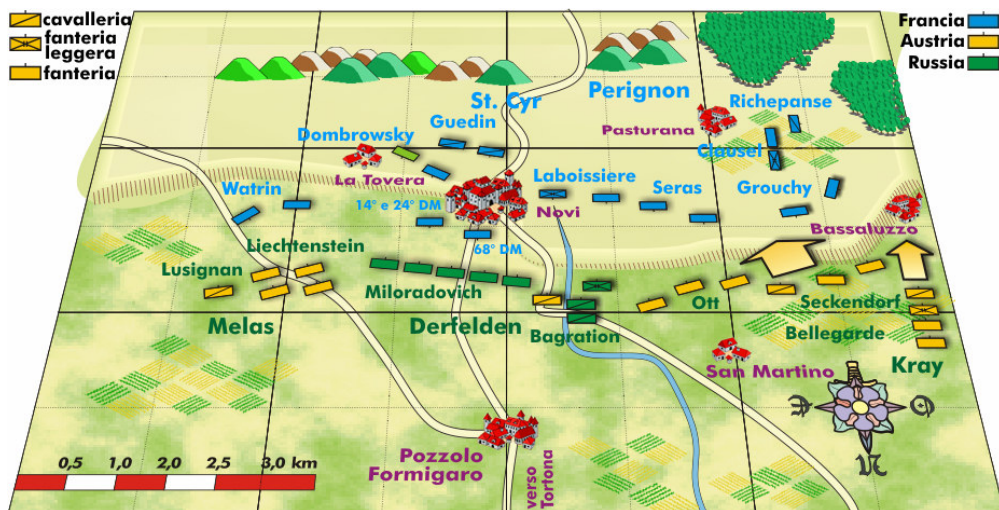 cavalleria
fanteria
leggera
fanteria
Francia
Austria
Russia
St. Cyr
Perignon
Guedin
Dombrowsky
Richepanse
Pasturana
Clausel
La Tovera
Watrin
14° e 24° DM
Novi
Laboissiere
Seras
Grouchy
Bassaluzzo
68° DM
Liechtenstein
Lusignan
Miloradovich
Melas
Derfelden
Bagration
Ott
Seckendorf
Bellegarde
San Martino
Kray
0,5 1,0 2,0 2,5 3,0 km
Pozzolo
Formigaro
verso
Tortona
E
O
N